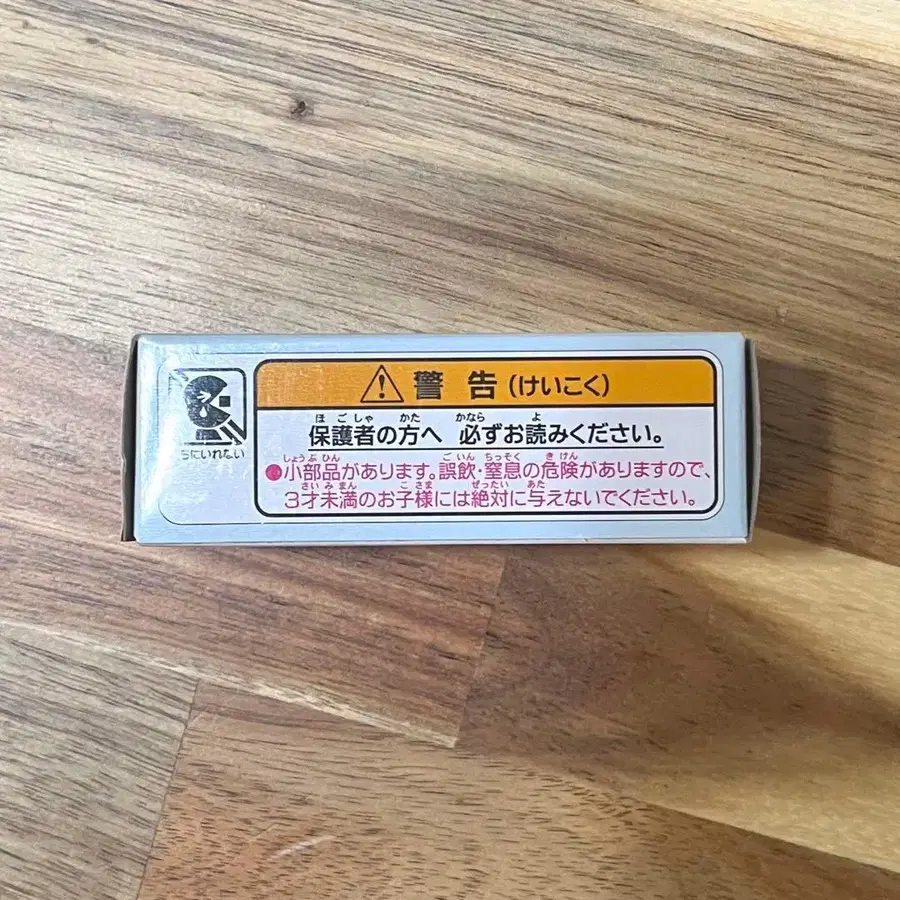 ちにいれない
警告(けいこく)
ほごしゃ かた かなら よ
保護者の方へ 必ずお読みください。
しょうぶひん ごいん ちっそく きけん
●小部品があります。誤飲・窒息の危険がありますので、
さいみまん こさま ぜったい あた
3才未満のお子様には絶対に与えないでください。